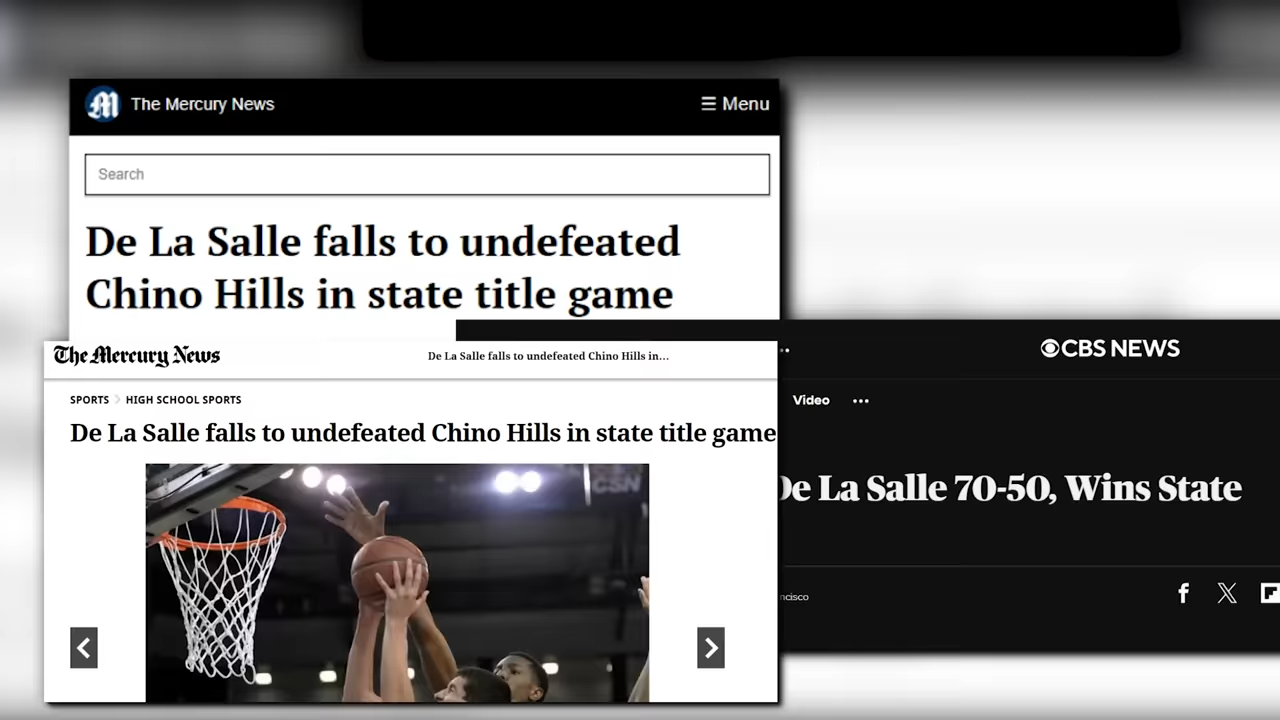 The Mercury News
Menu
Search
De La Salle falls to undefeated
Chino Hills in state title game
The Mercury News
De La Salle falls to undefeated Chino Hills in...
SPORTS HIGH SCHOOL SPORTS
De La Salle falls to undefeated Chino Hills in state title game
CSN
CBS NEWS
Video
De La Salle 70-50, Wins State